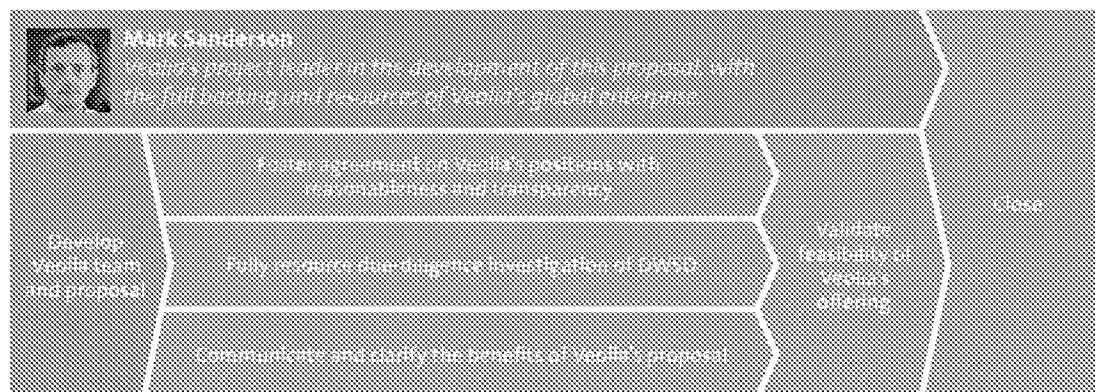 Mark Sanderson
Veolia's project leader in the development of this proposal, with
the full backing and resources of Veolia's global enterprise.
Foster agreement on Veolia's positions with
reasonableness and transparency
Develop
Veolia team
and proposal
Fully resource due-diligence investigation of DWSD
Communicate and clarify the benefits of Veolia's proposal
Validate
feasibility of
Veolia's
offering
Close